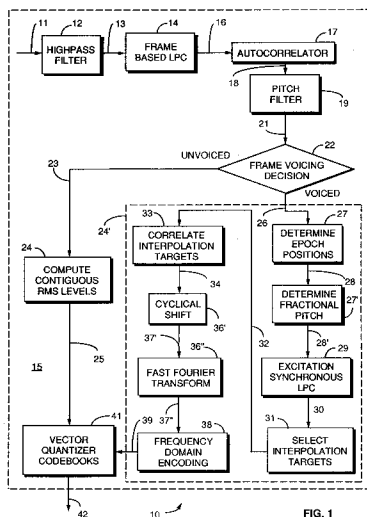 11
12
13
14
16
17
HIGHPASS
FILTER
FRAME
BASED LPC
AUTOCORRELATOR
18
PITCH
FILTER
19
21
22
23
UNVOICED
FRAME VOICING
DECISION
VOICED
24'
33
26
27
CORRELATE
INTERPOLATION
TARGETS
DETERMINE
EPOCH
POSITIONS
24
34
28
COMPUTE
CONTIGUOUS
RMS LEVELS
CYCLICAL
SHIFT
36'
DETERMINE
FRACTIONAL
PITCH
27'
37'
36"
32
28'
29
15
25
FAST FOURIER
TRANSFORM
EXCITATION
SYNCHRONOUS
LPC
37"
30
41
39
38
31
VECTOR
QUANTIZER
CODEBOOKS
FREQUENCY
DOMAIN
ENCODING
SELECT
INTERPOLATION
TARGETS
42
10
FIG. 1